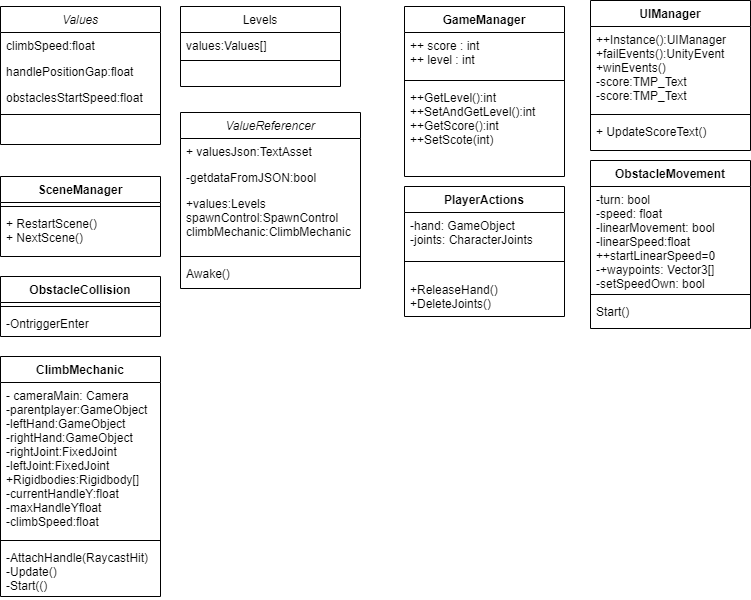 Values
climbSpeed:float
handlePositionGap:float
obstaclesStartSpeed:float
Levels
values:Values[]
ValueReferencer
+ valuesJson:TextAsset
-getdataFromJSON:bool
+values:Levels
spawnControl:SpawnControl
climbMechanic:ClimbMechanic
Awake()
SceneManager
+ RestartScene()
+ NextScene()
ObstacleCollision
-OntriggerEnter
ClimbMechanic
- cameraMain: Camera
-parentplayer:GameObject
-leftHand:GameObject
-rightHand:GameObject
-rightJoint:FixedJoint
-leftJoint:FixedJoint
+Rigidbodies:Rigidbody[]
-currentHandleY:float
-maxHandleYfloat
-climbSpeed:float
-AttachHandle(RaycastHit)
-Update()
-Start(()
GameManager
++ score : int
++ level : int
++GetLevel():int
++SetAndGetLevel():int
++GetScore():int
++SetScote(int)
PlayerActions
-hand: GameObject
-joints: CharacterJoints
+ReleaseHand()
+DeleteJoints()
UIManager
++Instance():UIManager
+failEvents():UnityEvent
+winEvents()
-score:TMP_Text
-score:TMP_Text
+ UpdateScoreText()
ObstacleMovement
-turn: bool
-speed: float
-linearMovement: bool
-linearSpeed:float
++startLinearSpeed=0
-+waypoints: Vector3[]
-setSpeedOwn: bool
Start()